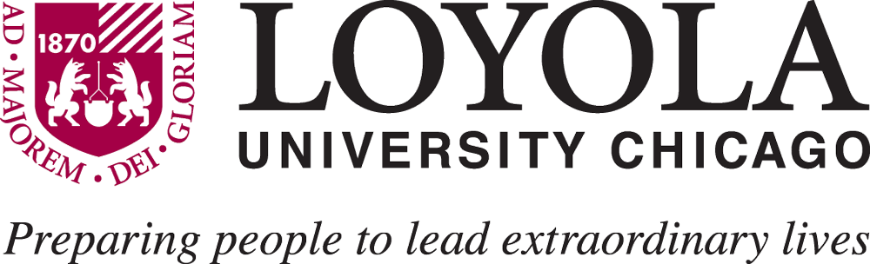 AD • MAJOREM • DEI • GLORIAM
1870
LOYOLA
UNIVERSITY CHICAGO
Preparing people to lead extraordinary lives